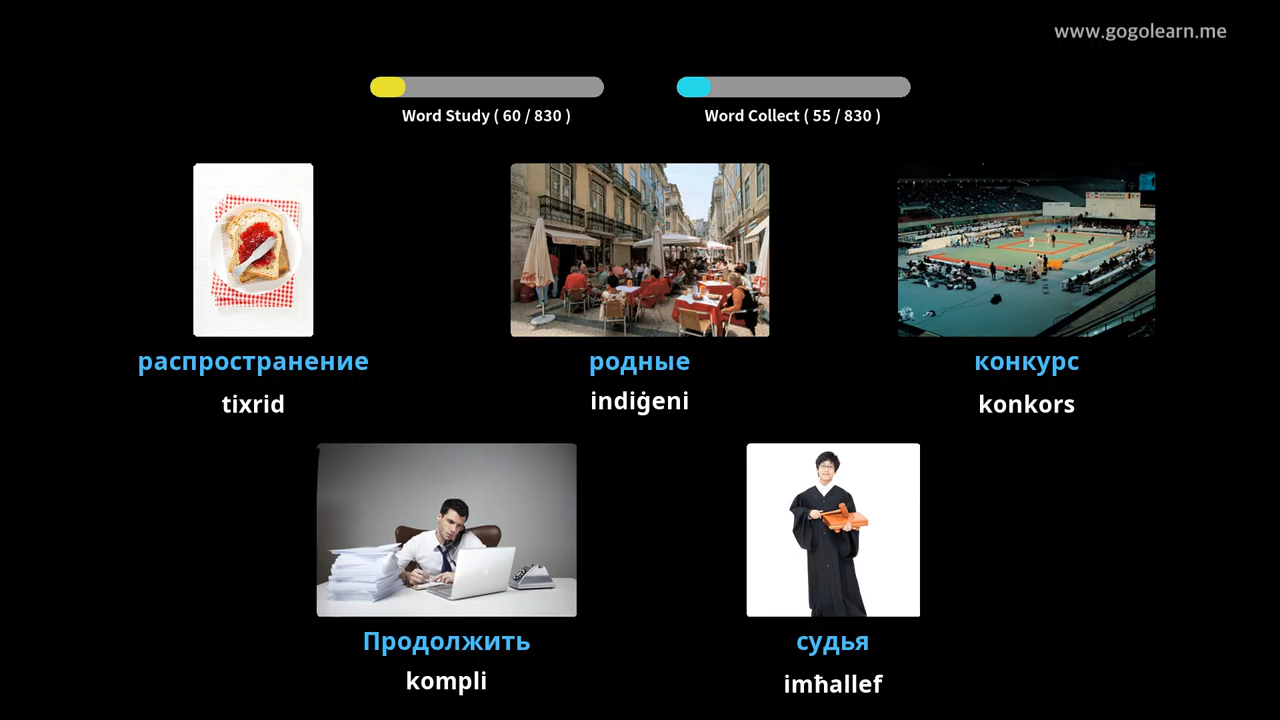 www.gogolearn.me
Word Study ( 60 / 830 )
Word Collect ( 55 / 830 )
распространение
tixrid
родные
indiġeni
конкурс
konkors
Продолжить
kompli
судья
imħallef